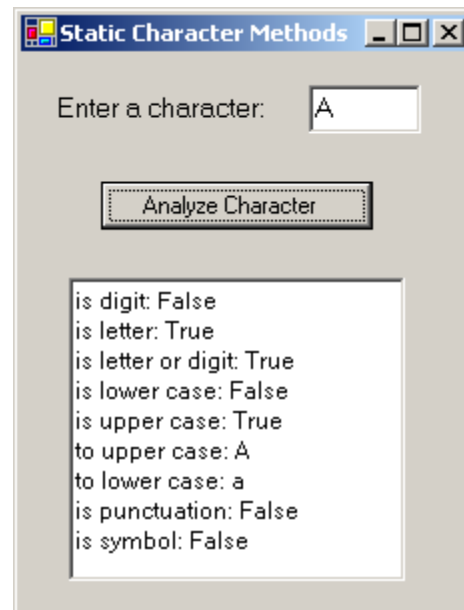 Static Character Methods
Enter a character: A
Analyze Character
is digit: False
is letter: True
is letter or digit: True
is lower case: False
is upper case: True
to upper case: A
to lower case: a
is punctuation: False
is symbol: False